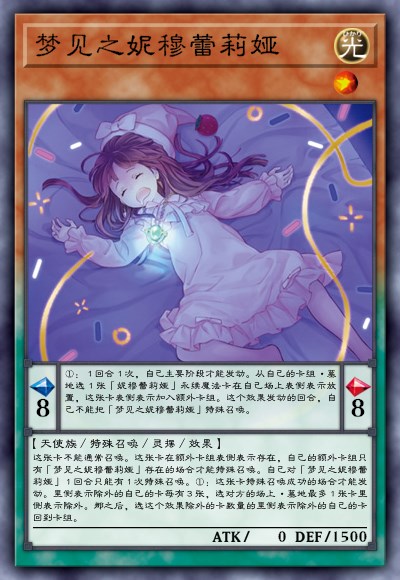 梦见之妮穆蕾莉娅
ひかり
光
①：1回合1次，自己主要阶段才能发动。从自己的卡组·墓
地选1张「妮穆蕾莉娅」永续魔法卡在自己场上表侧表示放
置，这张卡表侧表示加入额外卡组。这个效果发动的回合，自
己不能把「梦见之妮穆蕾莉娅」特殊召唤。
8
8
【天使族/特殊召唤/灵摆/效果】
这张卡不能通常召唤。这张卡在额外卡组表侧表示存在，自己的额外卡组只
有「梦见之妮穆蕾莉娅」存在的场合才能特殊召唤。自己对「梦见之妮穆蕾
莉娅」1回合只能有1次特殊召唤。①：这张卡特殊召唤成功的场合才能发
动。里侧表示除外的自己的卡每有3张，选对方的场上·墓地最多1张卡里
侧表示除外。那之后，选这个效果除外的卡数量的里侧表示除外的自己的卡
回到卡组。
ATK/ 0 DEF/1500